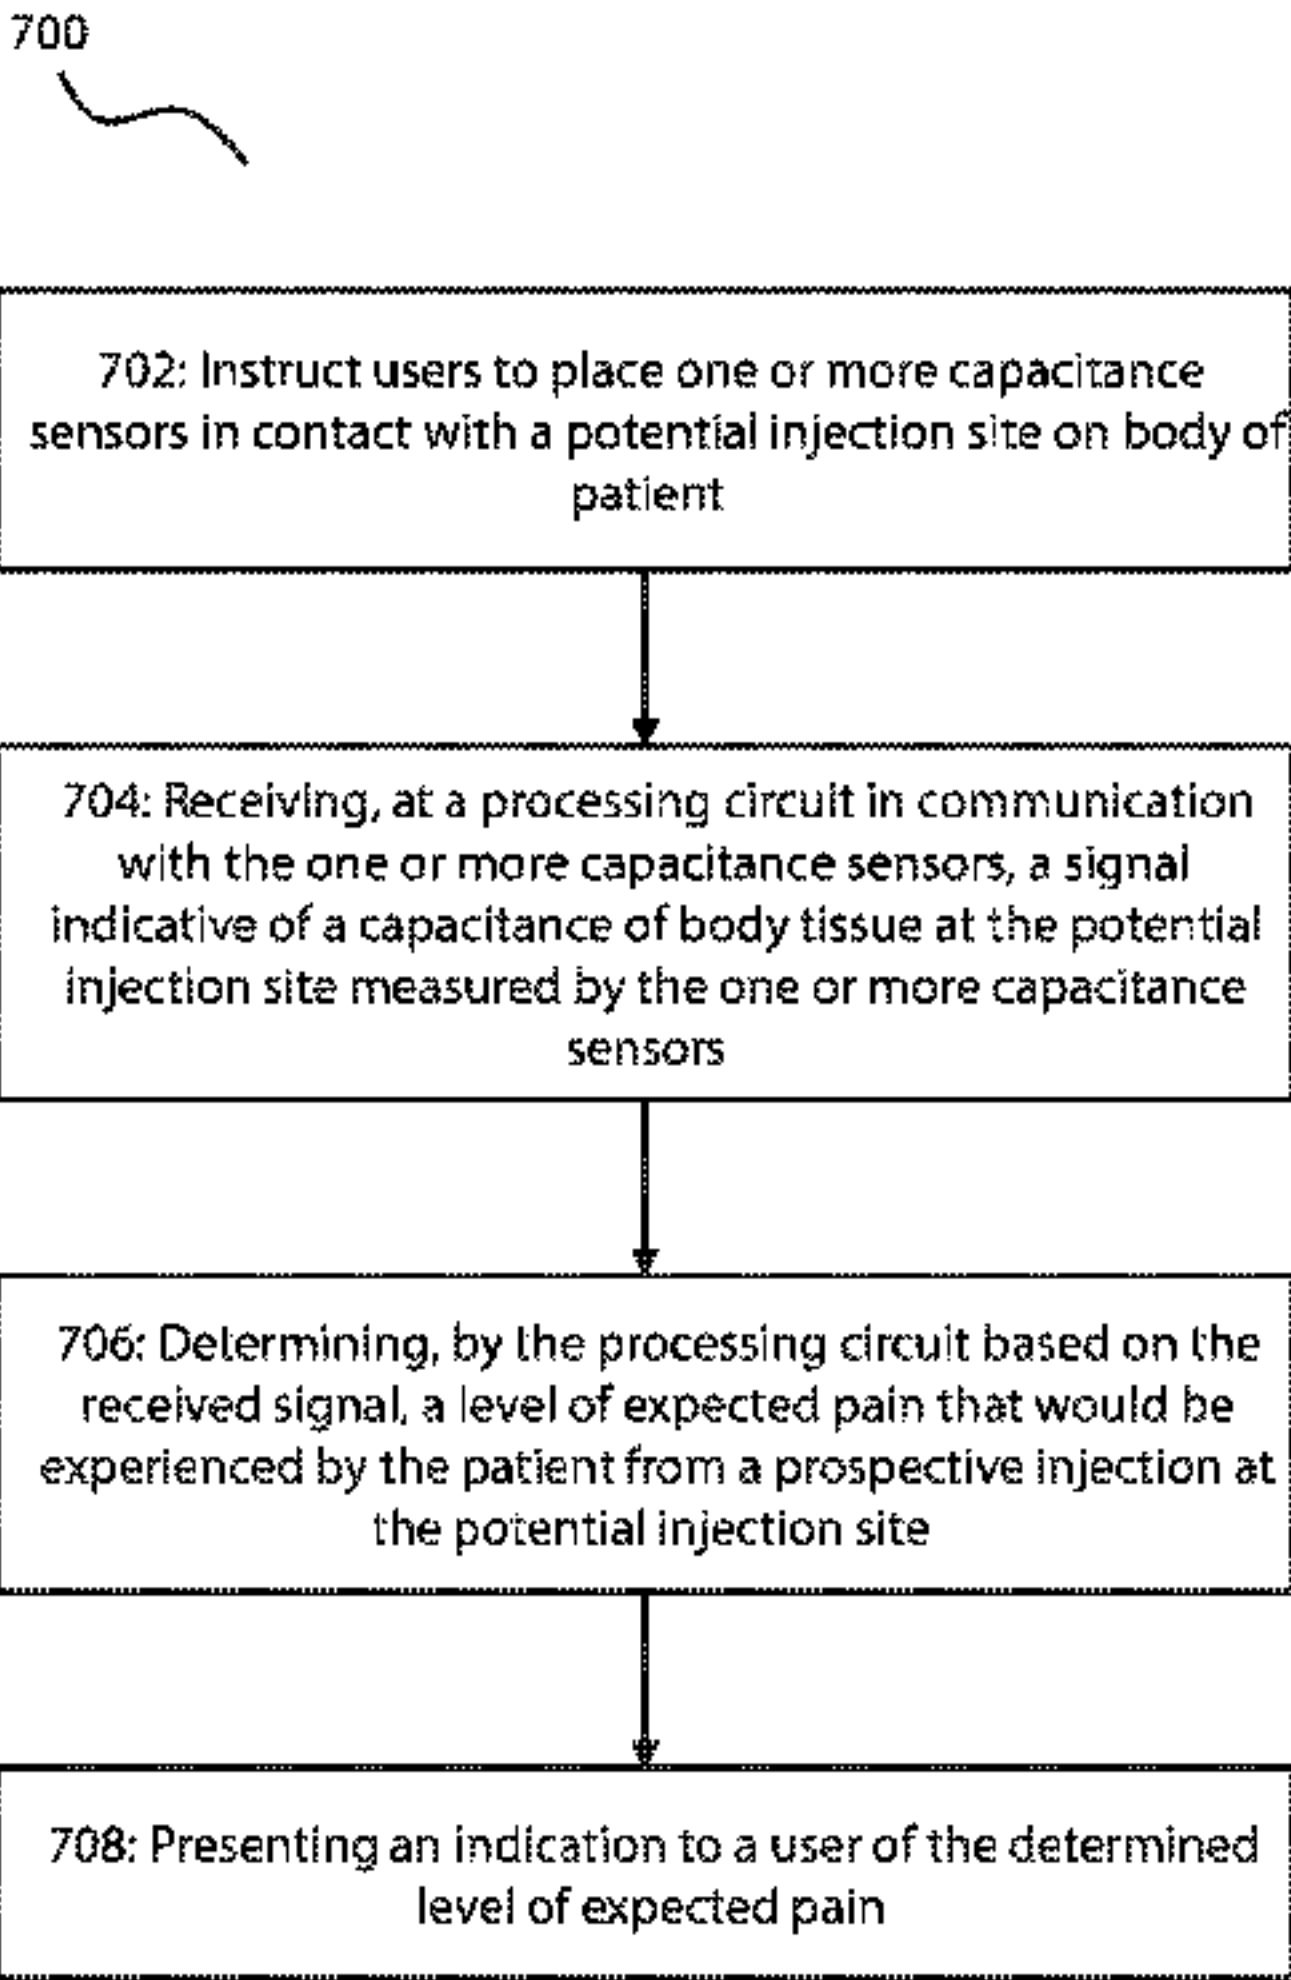 700
702: Instruct users to place one or more capacitance
sensors in contact with a potential injection site on body of
patient
704: Receiving, at a processing circuit in communication
with the one or more capacitance sensors, a signal
indicative of a capacitance of body tissue at the potential
injection site measured by the one or more capacitance
sensors
706: Determining, by the processing circuit based on the
received signal, a level of expected pain that would be
experienced by the patient from a prospective injection at
the potential injection site
708: Presenting an indication to a user of the determined
level of expected pain